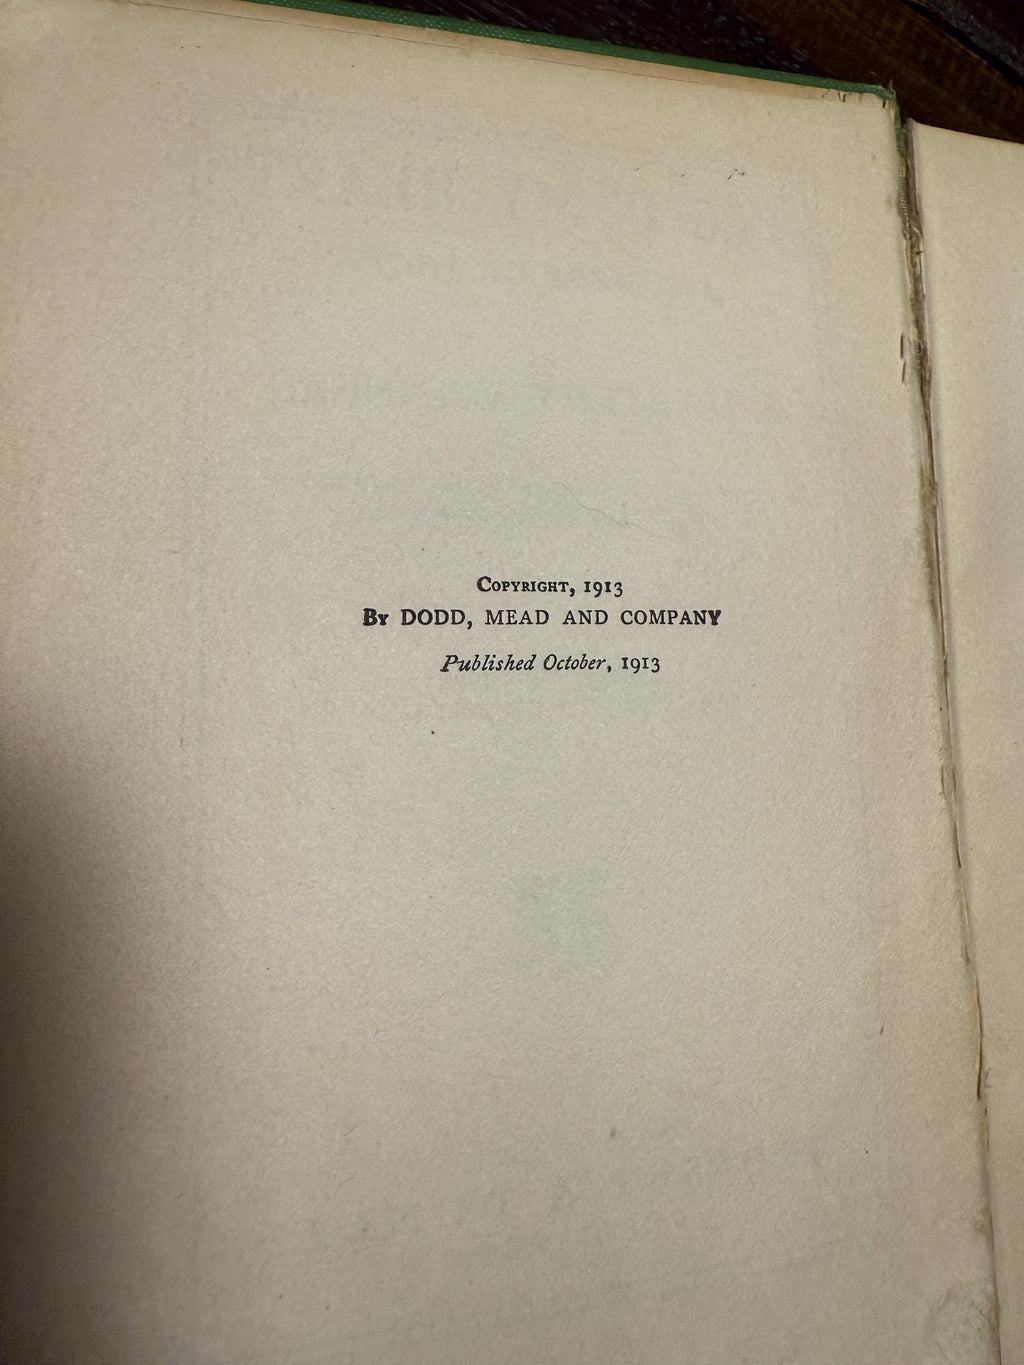 Copyright, 1913
By DODD, MEAD AND COMPANY
Published October, 1913